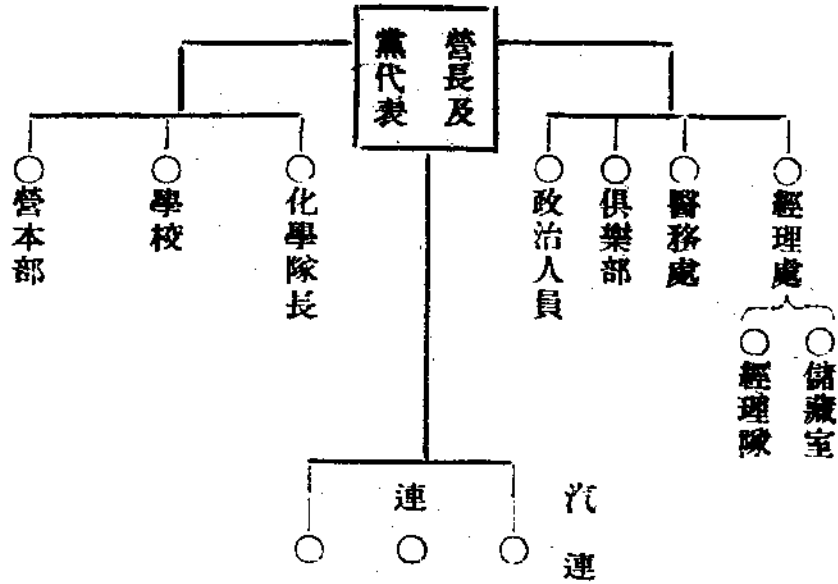 營長及
黨代表
經理處
醫務處
俱樂部
政治人員
儲藏室
經理隊
化學隊長
學校
營本部
汽連
連